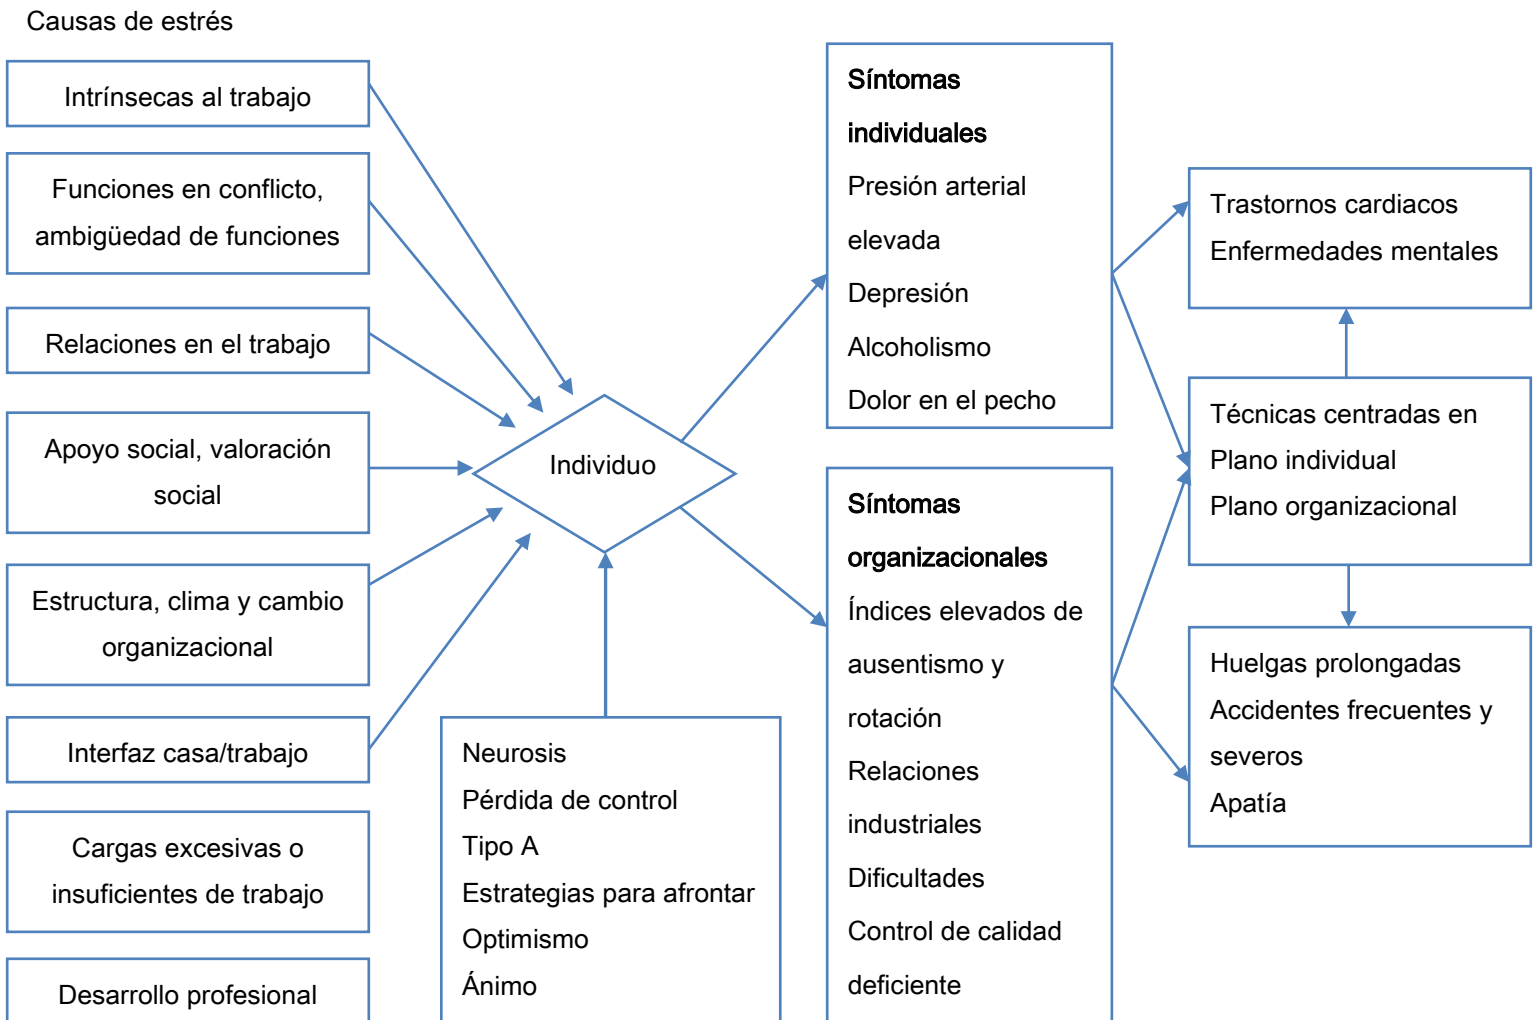 Causas de estrés
Intrínsecas al trabajo
Funciones en conflicto,
ambigüedad de funciones
Relaciones en el trabajo
Apoyo social, valoración
social
Estructura, clima y cambio
organizacional
Interfaz casa/trabajo
Cargas excesivas o
insuficientes de trabajo
Desarrollo profesional
Individuo
Neurosis
Pérdida de control
Tipo A
Estrategias para afrontar
Optimismo
Ánimo
Síntomas
individuales
Presión arterial
elevada
Depresión
Alcoholismo
Dolor en el pecho
Síntomas
organizacionales
Índices elevados de
ausentismo y
rotación
Relaciones
industriales
Dificultades
Control de calidad
deficiente
Trastornos cardiacos
Enfermedades mentales
Técnicas centradas en
Plano individual
Plano organizacional
Huelgas prolongadas
Accidentes frecuentes y
severos
Apatía